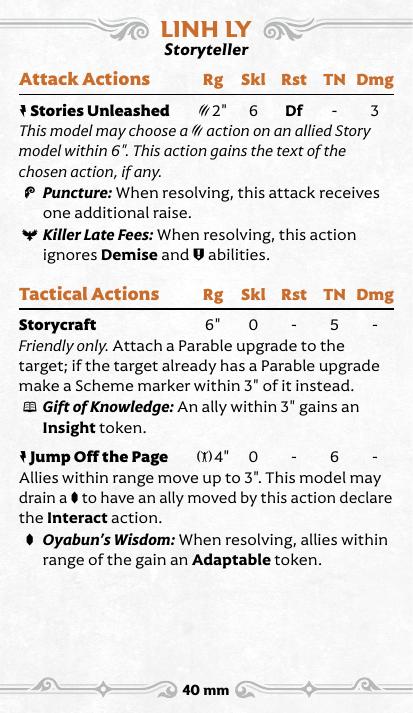 LINH LY
Storyteller
Attack Actions Rg Skl Rst TN Dmg
Stories Unleashed 2" 6 Df - 3
This model may choose a action on an allied Story
model within 6". This action gains the text of the
chosen action, if any.
Puncture: When resolving, this attack receives
one additional raise.
Killer Late Fees: When resolving, this action
ignores Demise and abilities.
Tactical Actions Rg Skl Rst TN Dmg
Storycraft 6" 0 - 5 -
Friendly only. Attach a Parable upgrade to the
target; if the target already has a Parable upgrade
make a Scheme marker within 3" of it instead.
Gift of Knowledge: An ally within 3" gains an
Insight token.
Jump Off the Page 4" 0 - 6 -
Allies within range move up to 3". This model may
drain a to have an ally moved by this action declare
the Interact action.
Oyabun's Wisdom: When resolving, allies within
range of the gain an Adaptable token.
40 mm